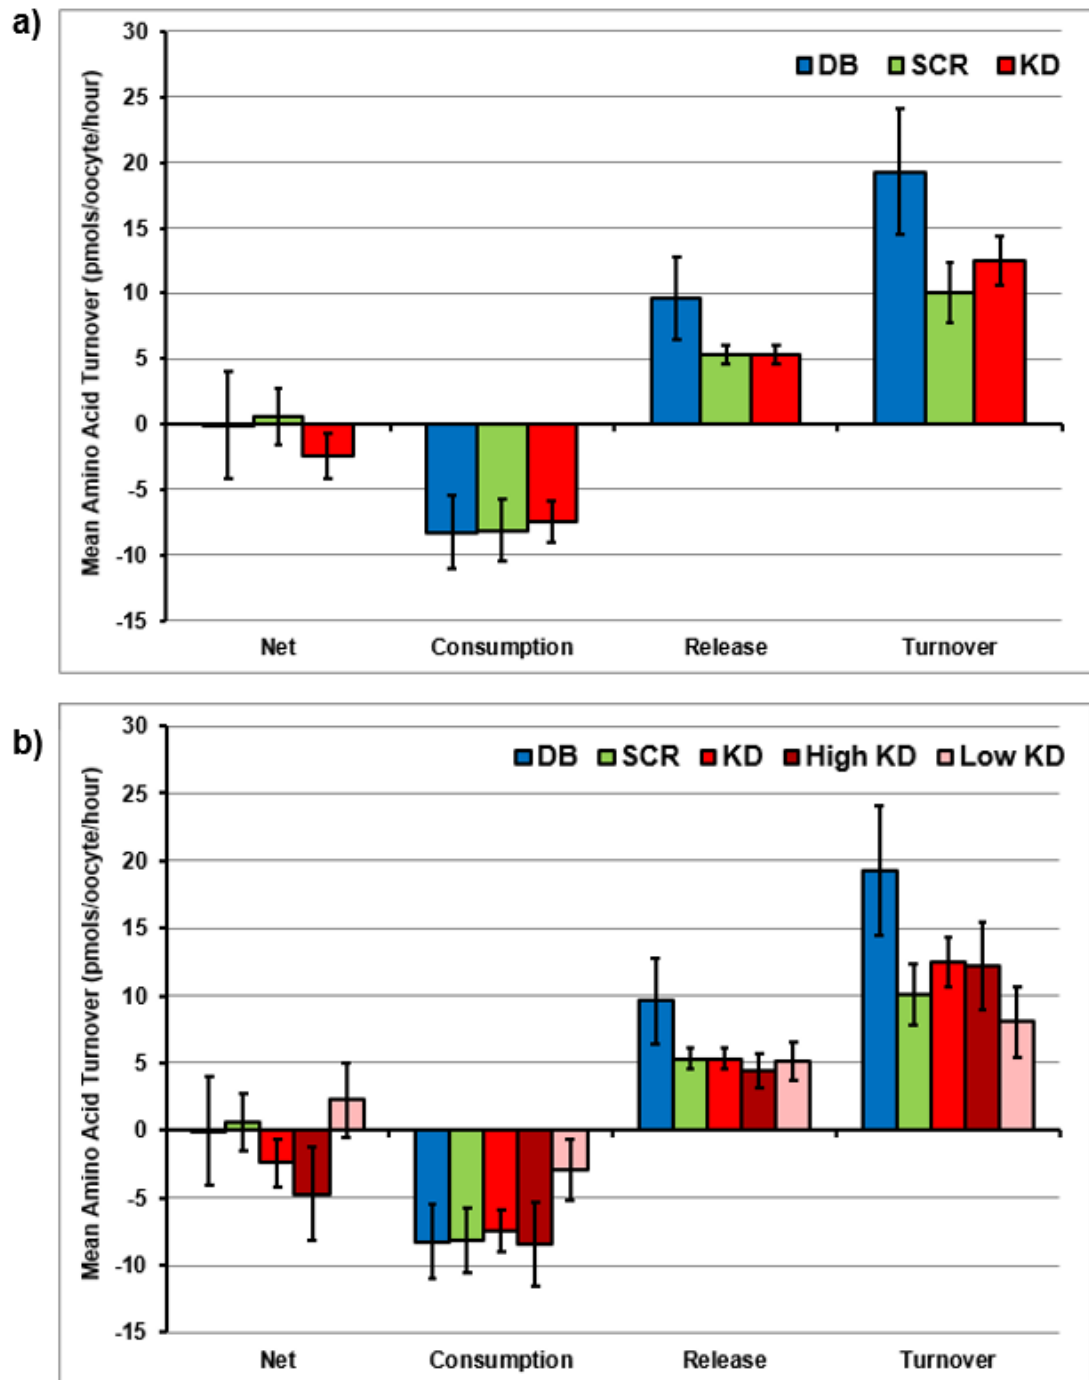 a)
Mean Amino Acid Turnover (pmols/oocyte/hour)
30
25
20
15
10
5
0
-5
-10
-15
DB SCR KD
Net Consumption Release Turnover
b)
Mean Amino Acid Turnover (pmols/oocyte/hour)
30
25
20
15
10
5
0
-5
-10
-15
DB SCR KD High KD Low KD
Net Consumption Release Turnover